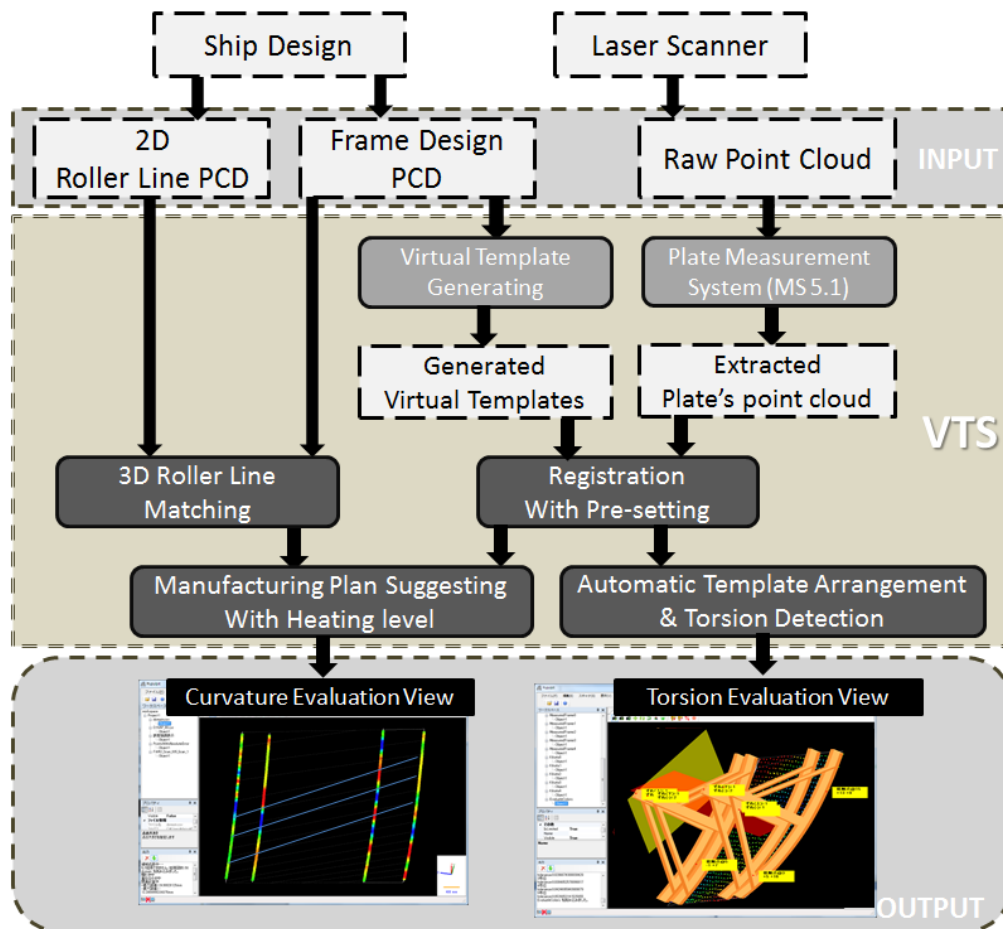 Ship Design
Laser Scanner
2D
Roller Line PCD
Frame Design
PCD
Raw Point Cloud
INPUT
Virtual Template
Generating
Plate Measurement
System (MS 5.1)
Generated
Virtual Templates
Extracted
Plate's point cloud
VTS
3D Roller Line
Matching
Registration
With Pre-setting
Manufacturing Plan Suggesting
With Heating level
Automatic Template Arrangement
& Torsion Detection
Curvature Evaluation View
Torsion Evaluation View
OUTPUT